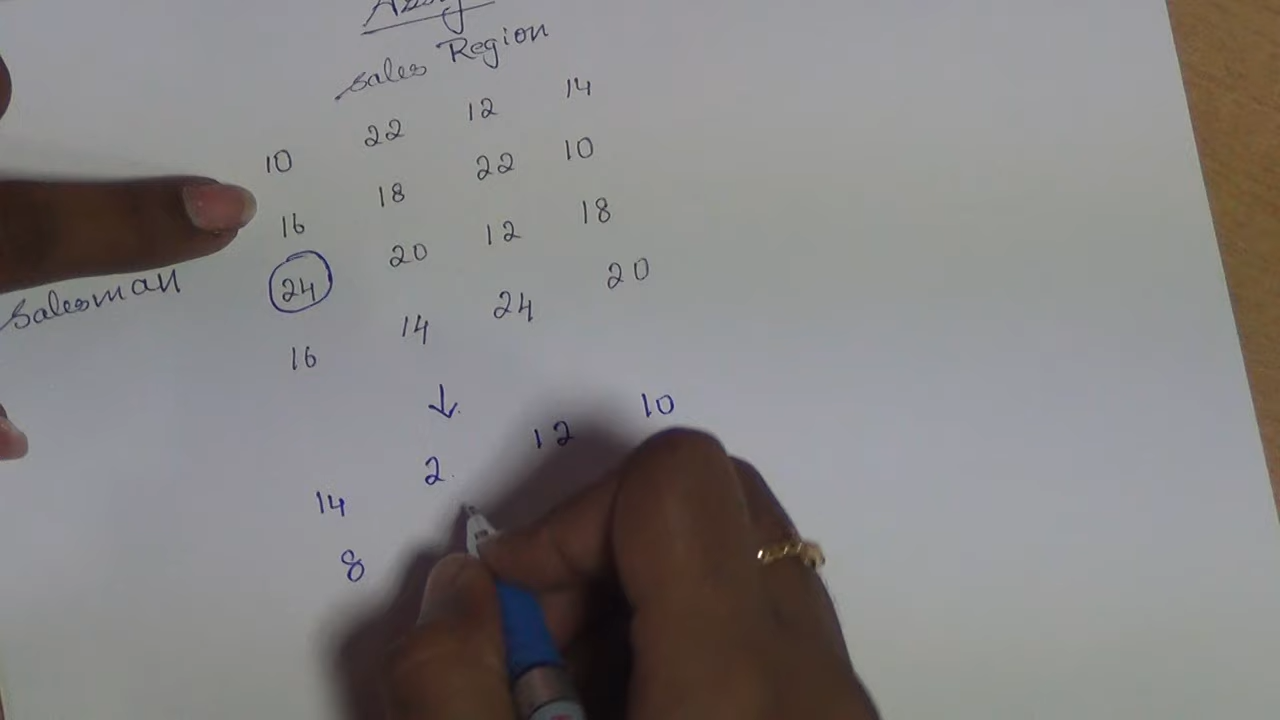 Sales Region
10 22 12 14
16 18 22 10
24 20 12 18
Salesman
16 14 24 20
↓
14 2 12 10
8